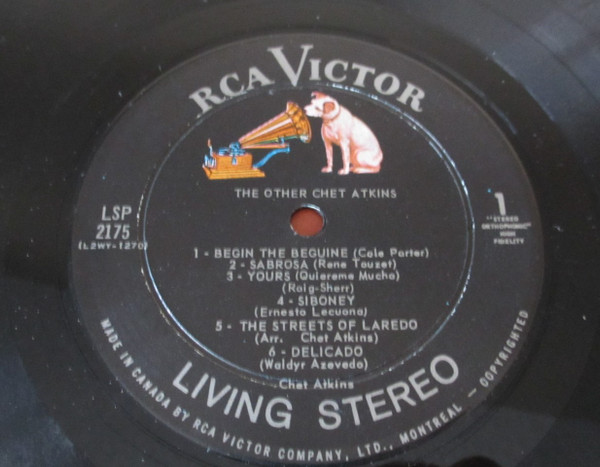 RCA VICTOR
THE OTHER CHET ATKINS
LSP
2175
(L2WY-1270)
1
"STEREO
ORTHOPHONIC"
HIGH
FIDELITY
1 - BEGIN THE BEGUINE (Cole Porter)
2 - SABROSA (Rene Touzet)
3 - YOURS (Quiereme Mucho)
(Roig-Sherr)
4 - SIBONEY
(Ernesto Lecuona)
5 - THE STREETS OF LAREDO
(Arr. Chet Atkins)
6 - DELICADO
(Waldyr Azevedo)
Chet Atkins
LIVING STEREO
MADE IN CANADA BY RCA VICTOR COMPANY, LTD., MONTREAL — COPYRIGHTED